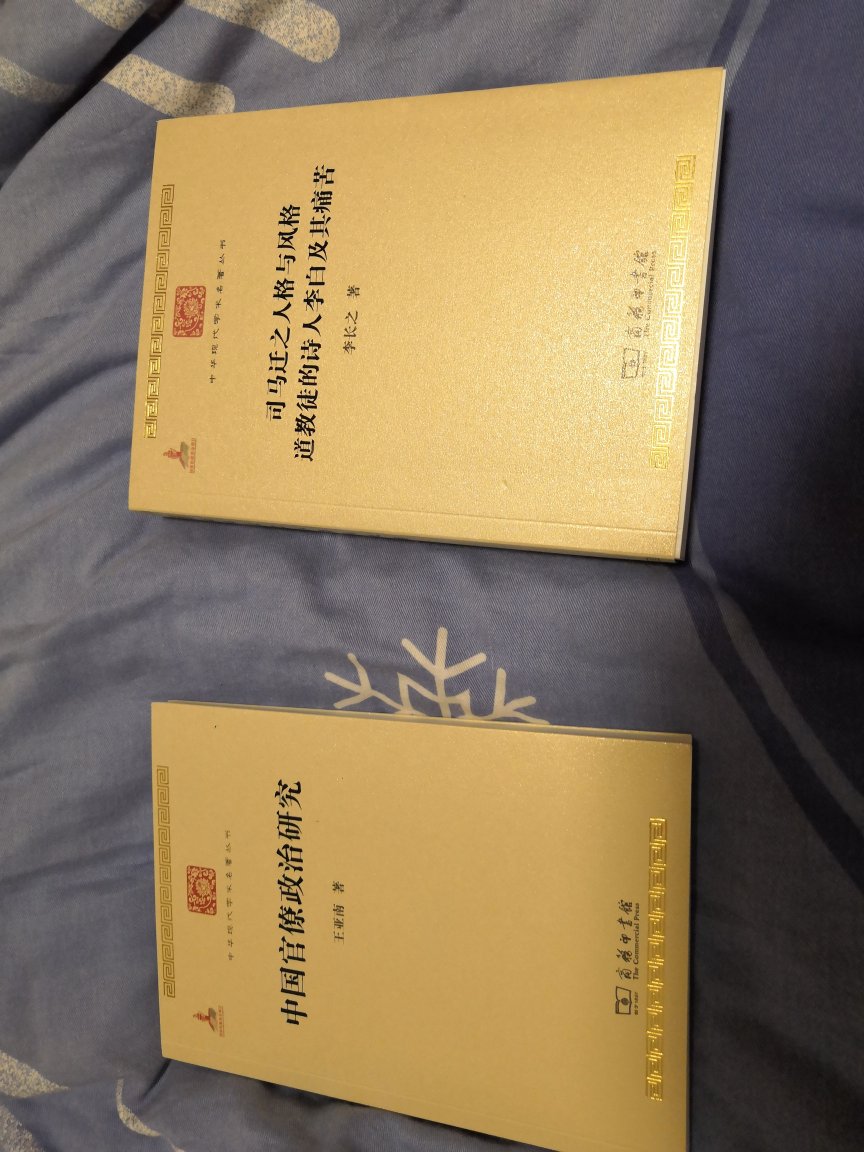 中华现代学术名著丛书
司马迁之人格与风格
道教徒的诗人李白及其痛苦
李长之 著
商务印书馆
The Commercial Press
中华现代学术名著丛书
中国官僚政治研究
王亚南 著
商务印书馆
The Commercial Press